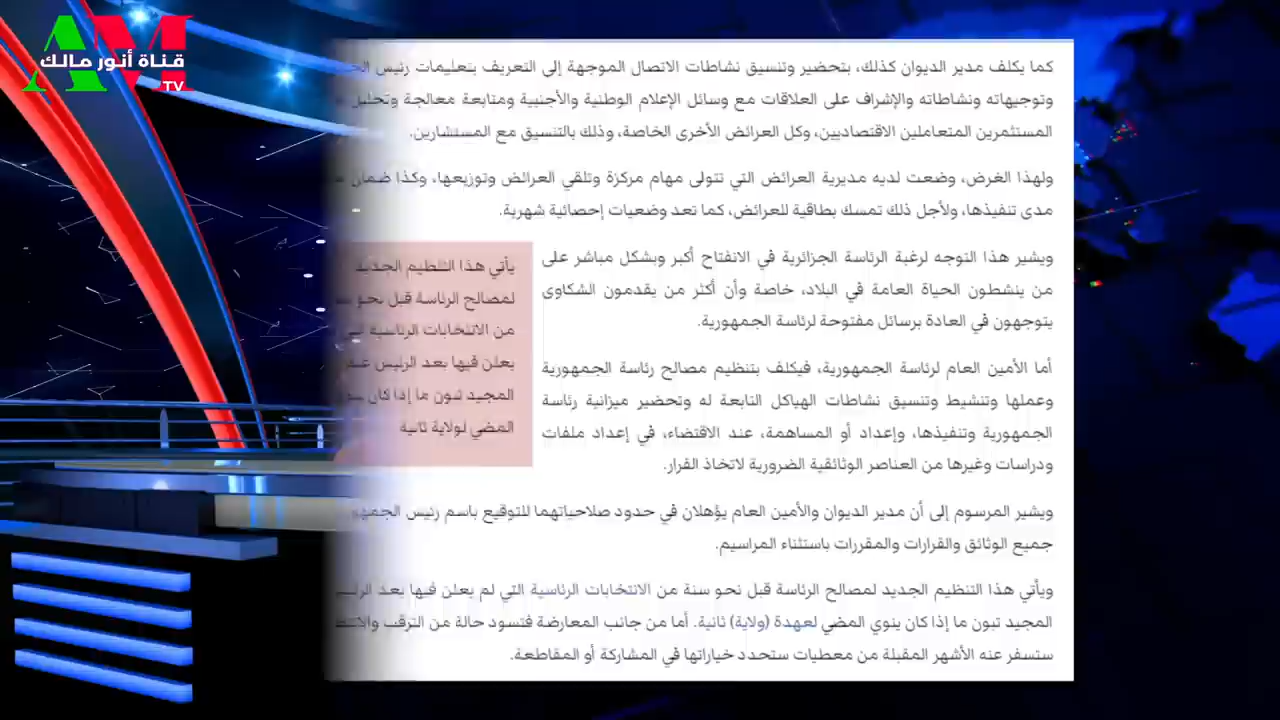 AM
قناة أنور مالك
TV
كما يكلف مدير الديوان كذلك، بتحضير وتنسيق نشاطات الاتصال الموجهة إلى التعريف بتعليمات رئيس
وتوجيهاته ونشاطاته والإشراف على العلاقات مع وسائل الإعلام الوطنية والأجنبية ومتابعة معالجة وتحليل
المستثمرين المتعاملين الاقتصاديين، وكل العرائض الأخرى الخاصة، وذلك بالتنسيق مع المستشارين.
ولهذا الغرض، وضعت لديه مديرية العرائض التي تتولى مهام مركزة وتلقي العرائض وتوزيعها، وكذا ضمان
مدى تنفيذها، ولأجل ذلك تمسك بطاقية للعرائض، كما تعد وضعيات إحصائية شهرية.
ويشير هذا التوجه لرغبة الرئاسة الجزائرية في الانفتاح أكبر وبشكل مباشر على
من ينشطون الحياة العامة في البلاد، خاصة وأن أكثر من يقدمون الشكاوى
يتوجهون في العادة برسائل مفتوحة لرئاسة الجمهورية.
أما الأمين العام لرئاسة الجمهورية، فيكلف بتنظيم مصالح رئاسة الجمهورية
وعملها وتنشيط وتنسيق نشاطات الهياكل التابعة له وتحضير ميزانية رئاسة
الجمهورية وتنفيذها، وإعداد أو المساهمة، عند الاقتضاء، في إعداد ملفات
ودراسات وغيرها من العناصر الوثائقية الضرورية لاتخاذ القرار.
يأتي هذا التنظيم الجديد
لمصالح الرئاسة قبل نحو
من الانتخابات الرئاسية
يعلن فيها بعد الرئيس
المجيد تبون ما إذا كان
المضي لولاية ثانية
ويشير المرسوم إلى أن مدير الديوان والأمين العام يؤهلان في حدود صلاحياتهما للتوقيع باسم رئيس
جميع الوثائق والقرارات والمقررات باستثناء المراسيم.
ويأتي هذا التنظيم الجديد لمصالح الرئاسة قبل نحو سنة من الانتخابات الرئاسية التي لم يعلن فيها بعد
المجيد تبون ما إذا كان ينوي المضي لعهدة (ولاية) ثانية. أما من جانب المعارضة فتسود حالة من الترقب
ستسفر عنه الأشهر المقبلة من معطيات ستحدد خياراتها في المشاركة أو المقاطعة.